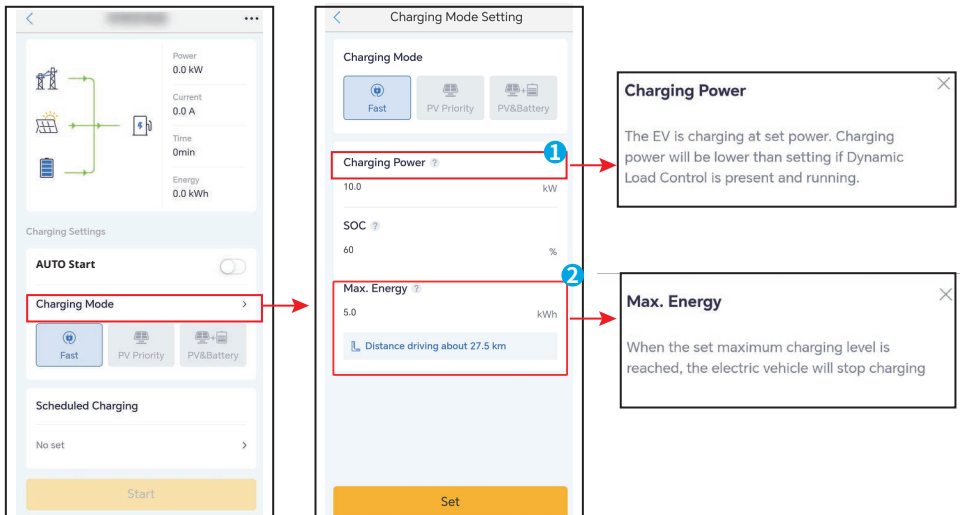 Power
0.0 kW
Current
0.0 A
Time
0min
Energy
0.0 kWh
Charging Settings
AUTO Start
Charging Mode
Fast
PV Priority
PV&Battery
Scheduled Charging
No set
Start
Charging Mode Setting
Charging Mode
Fast
PV Priority
PV&Battery
1
Charging Power ?
10.0 kW
SOC ?
60 %
2
Max. Energy ?
5.0 kWh
Distance driving about 27.5 km
Set
Charging Power
The EV is charging at set power. Charging
power will be lower than setting if Dynamic
Load Control is present and running.
Max. Energy
When the set maximum charging level is
reached, the electric vehicle will stop charging